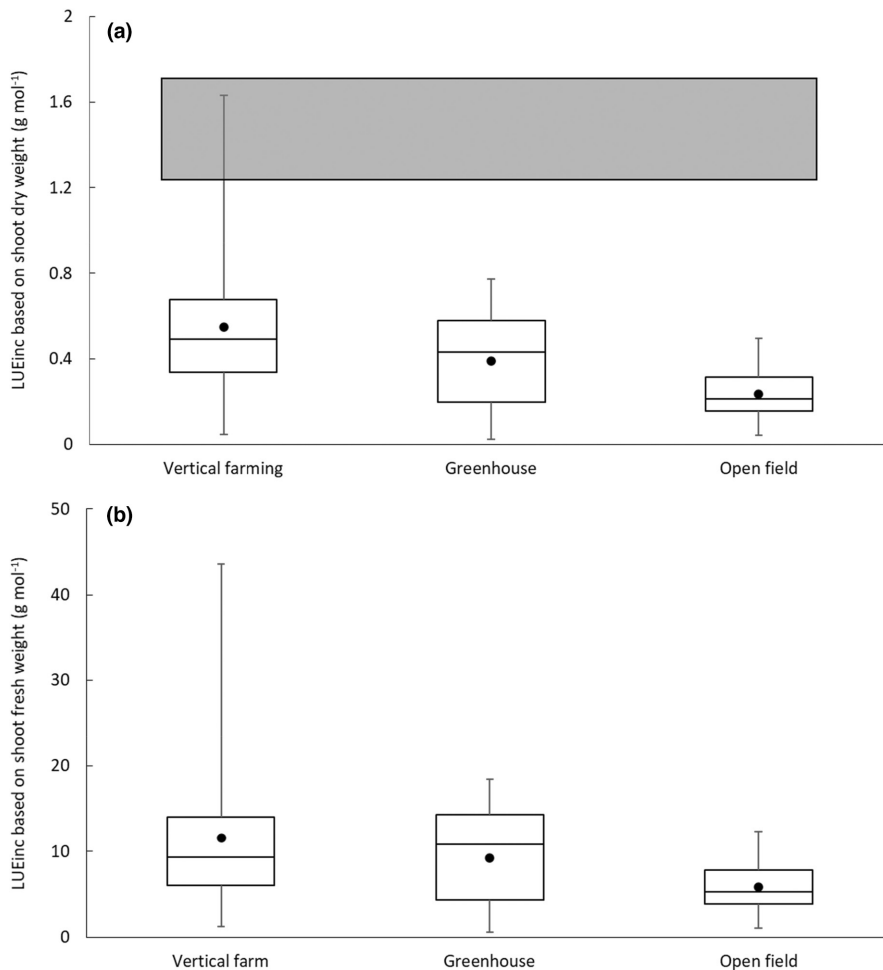 (a)
LUEinc based on shoot dry weight (g mol⁻¹)
2
1.6
1.2
0.8
0.4
0
Vertical farming Greenhouse Open field
(b)
LUEinc based on shoot fresh weight (g mol⁻¹)
50
40
30
20
10
0
Vertical farm Greenhouse Open field